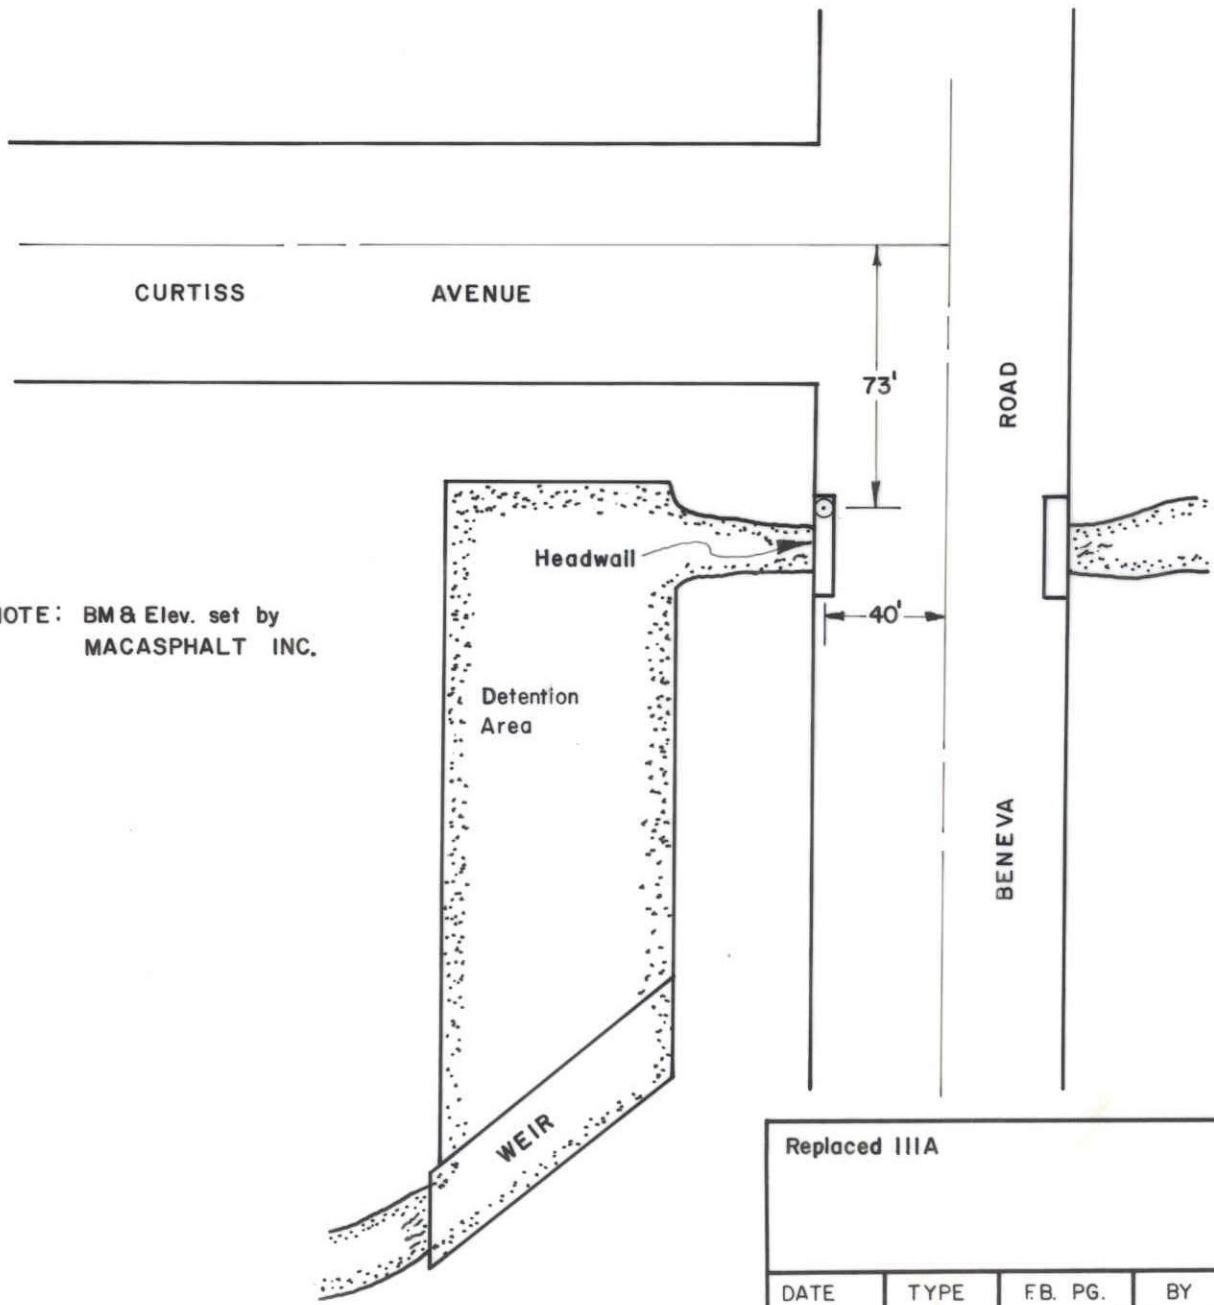 CURTISS AVENUE
73'
ROAD
Headwall
40'
NOTE: BM & Elev. set by
MACASPHALT INC.
Detention
Area
BENEVA
WEIR
Replaced 111A
DATE TYPE F.B. PG. BY